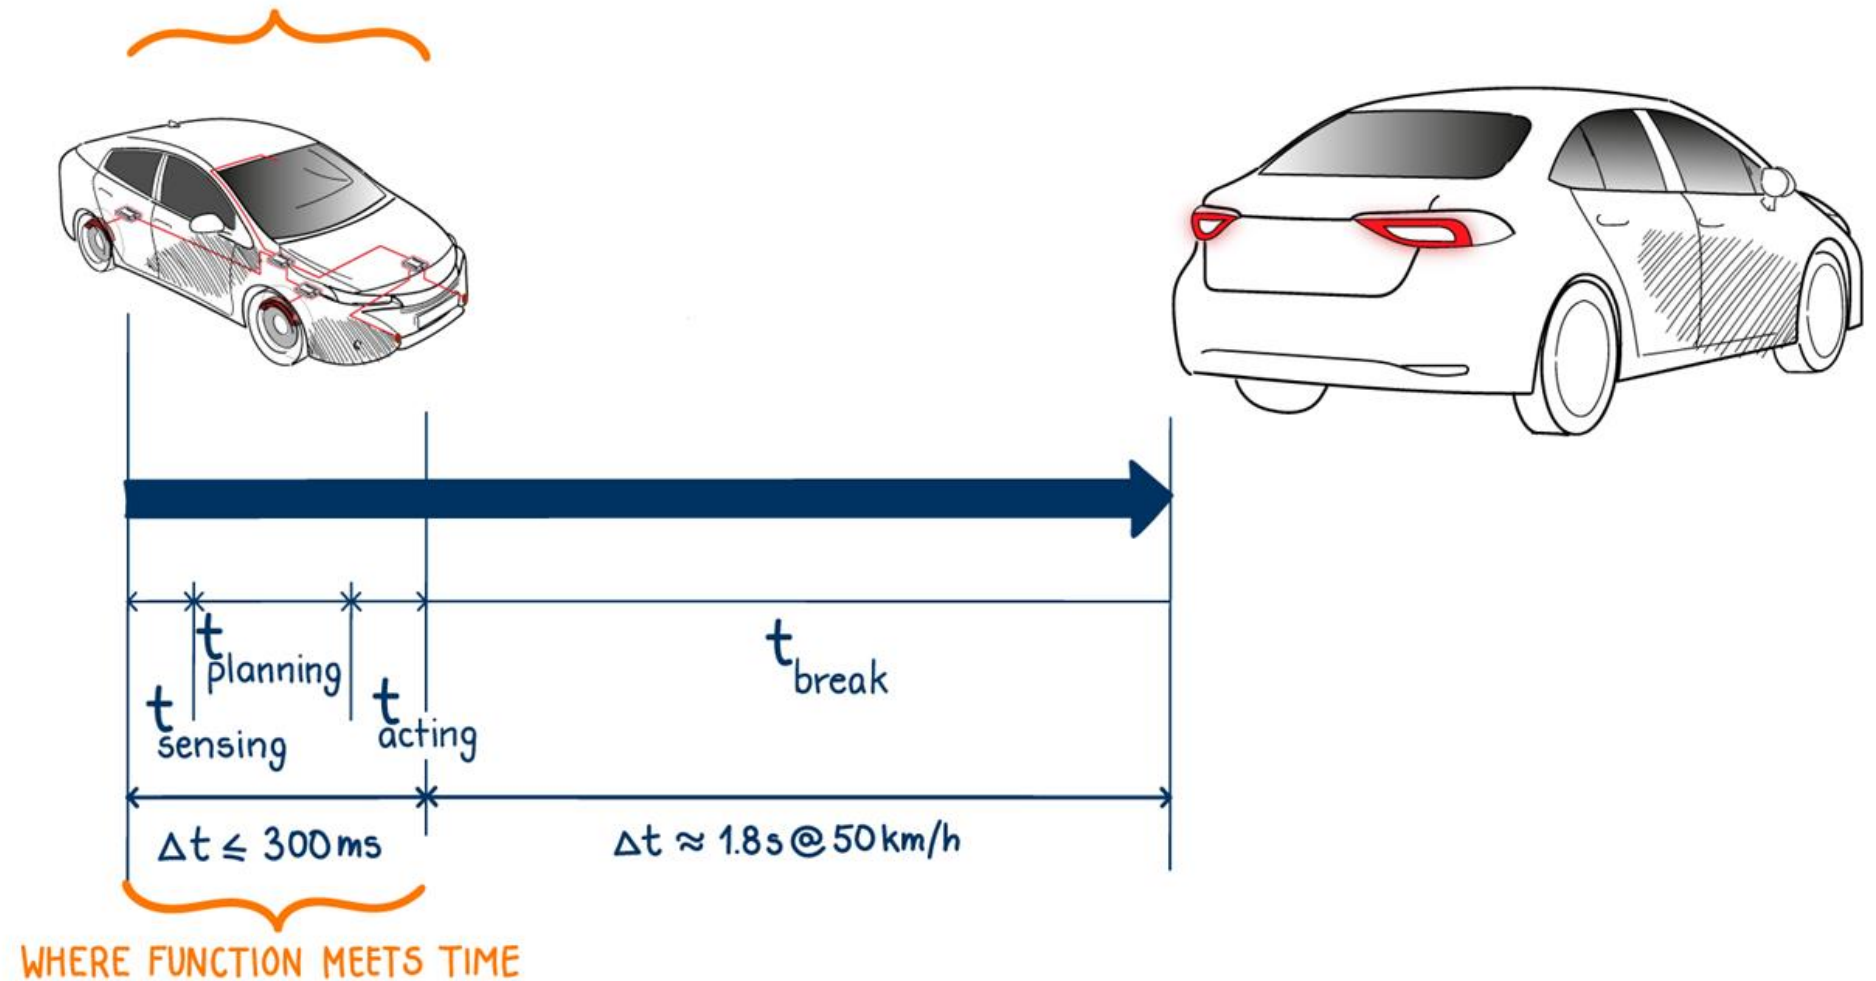 t planning
t sensing
t acting
t break
Δt ≤ 300ms
Δt ≈ 1.8s@50km/h
WHERE FUNCTION MEETS TIME